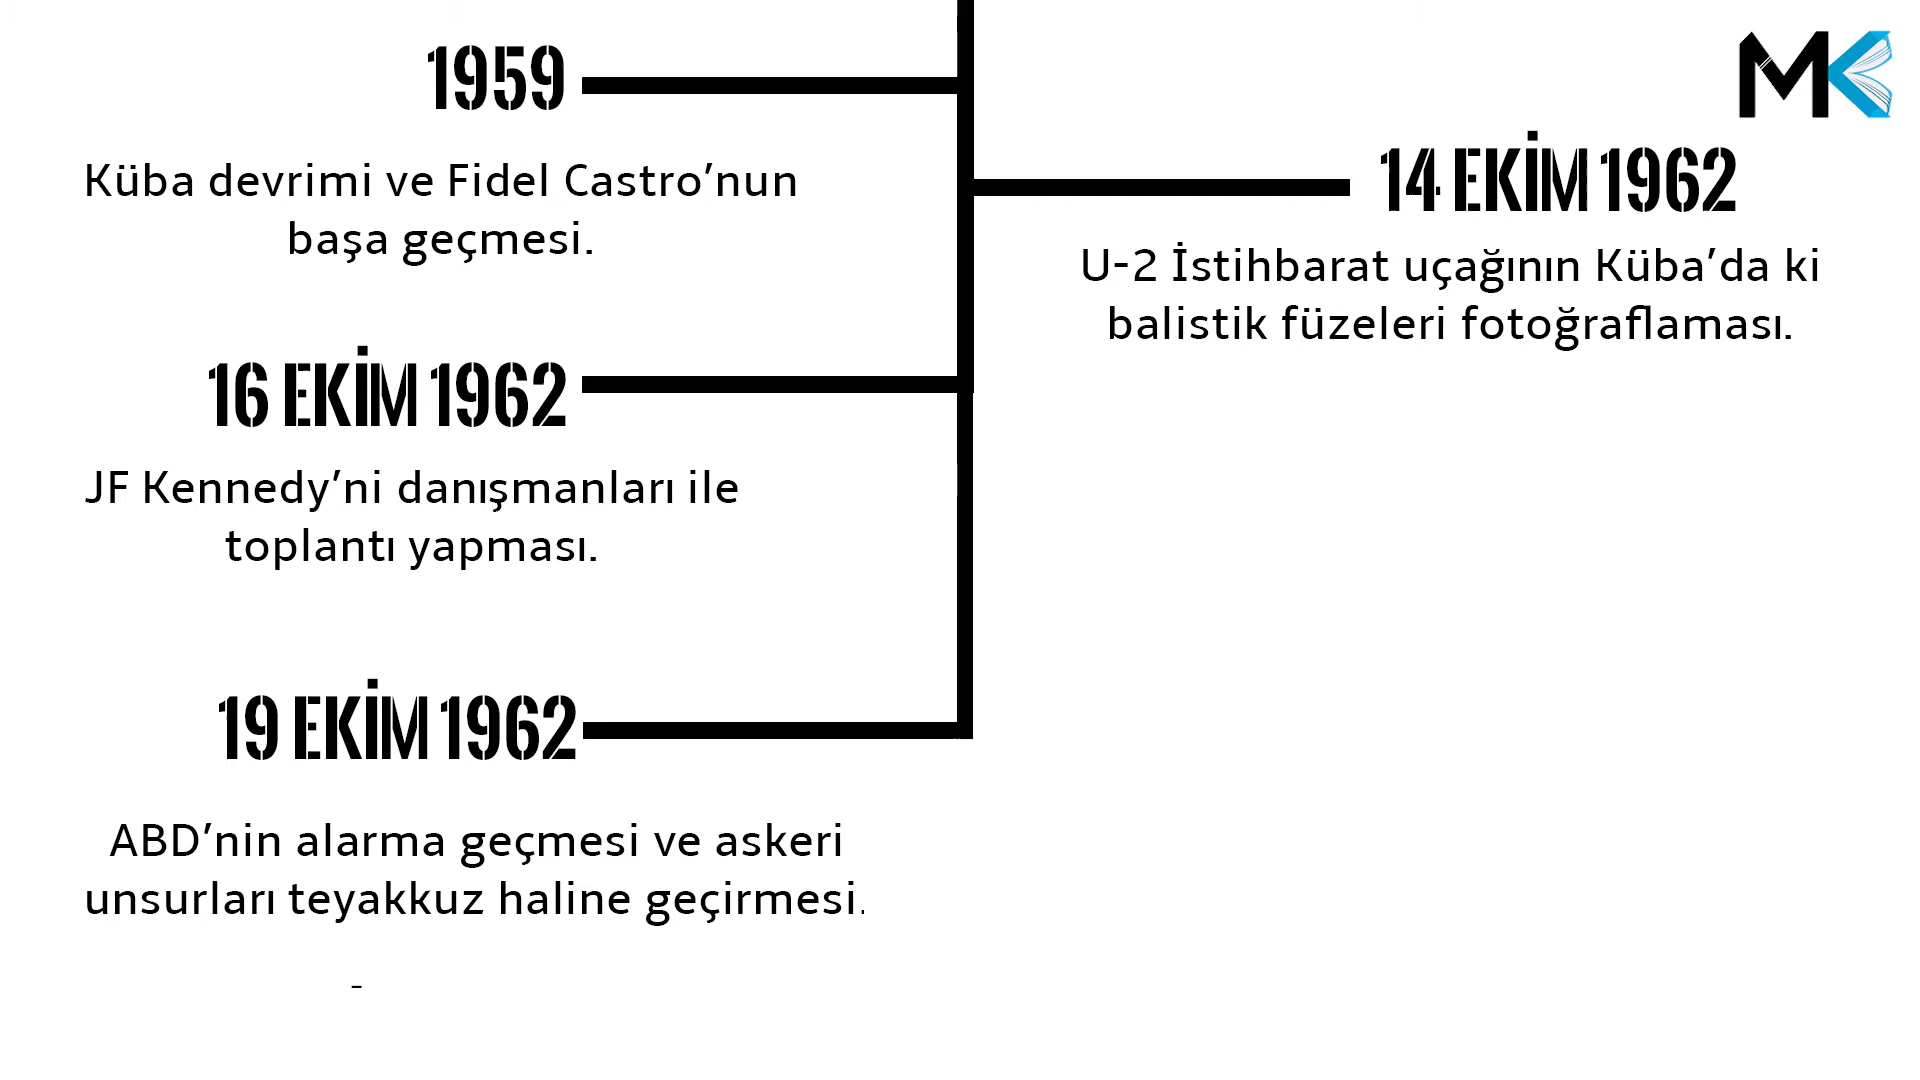 MK
1959
Küba devrimi ve Fidel Castro’nun
başa geçmesi.
14 EKİM 1962
U-2 İstihbarat uçağının Küba’da ki
balistik füzeleri fotoğraflaması.
16 EKİM 1962
JF Kennedy’ni danışmanları ile
toplantı yapması.
19 EKİM 1962
ABD’nin alarma geçmesi ve askeri
unsurları teyakkuz haline geçirmesi.
-